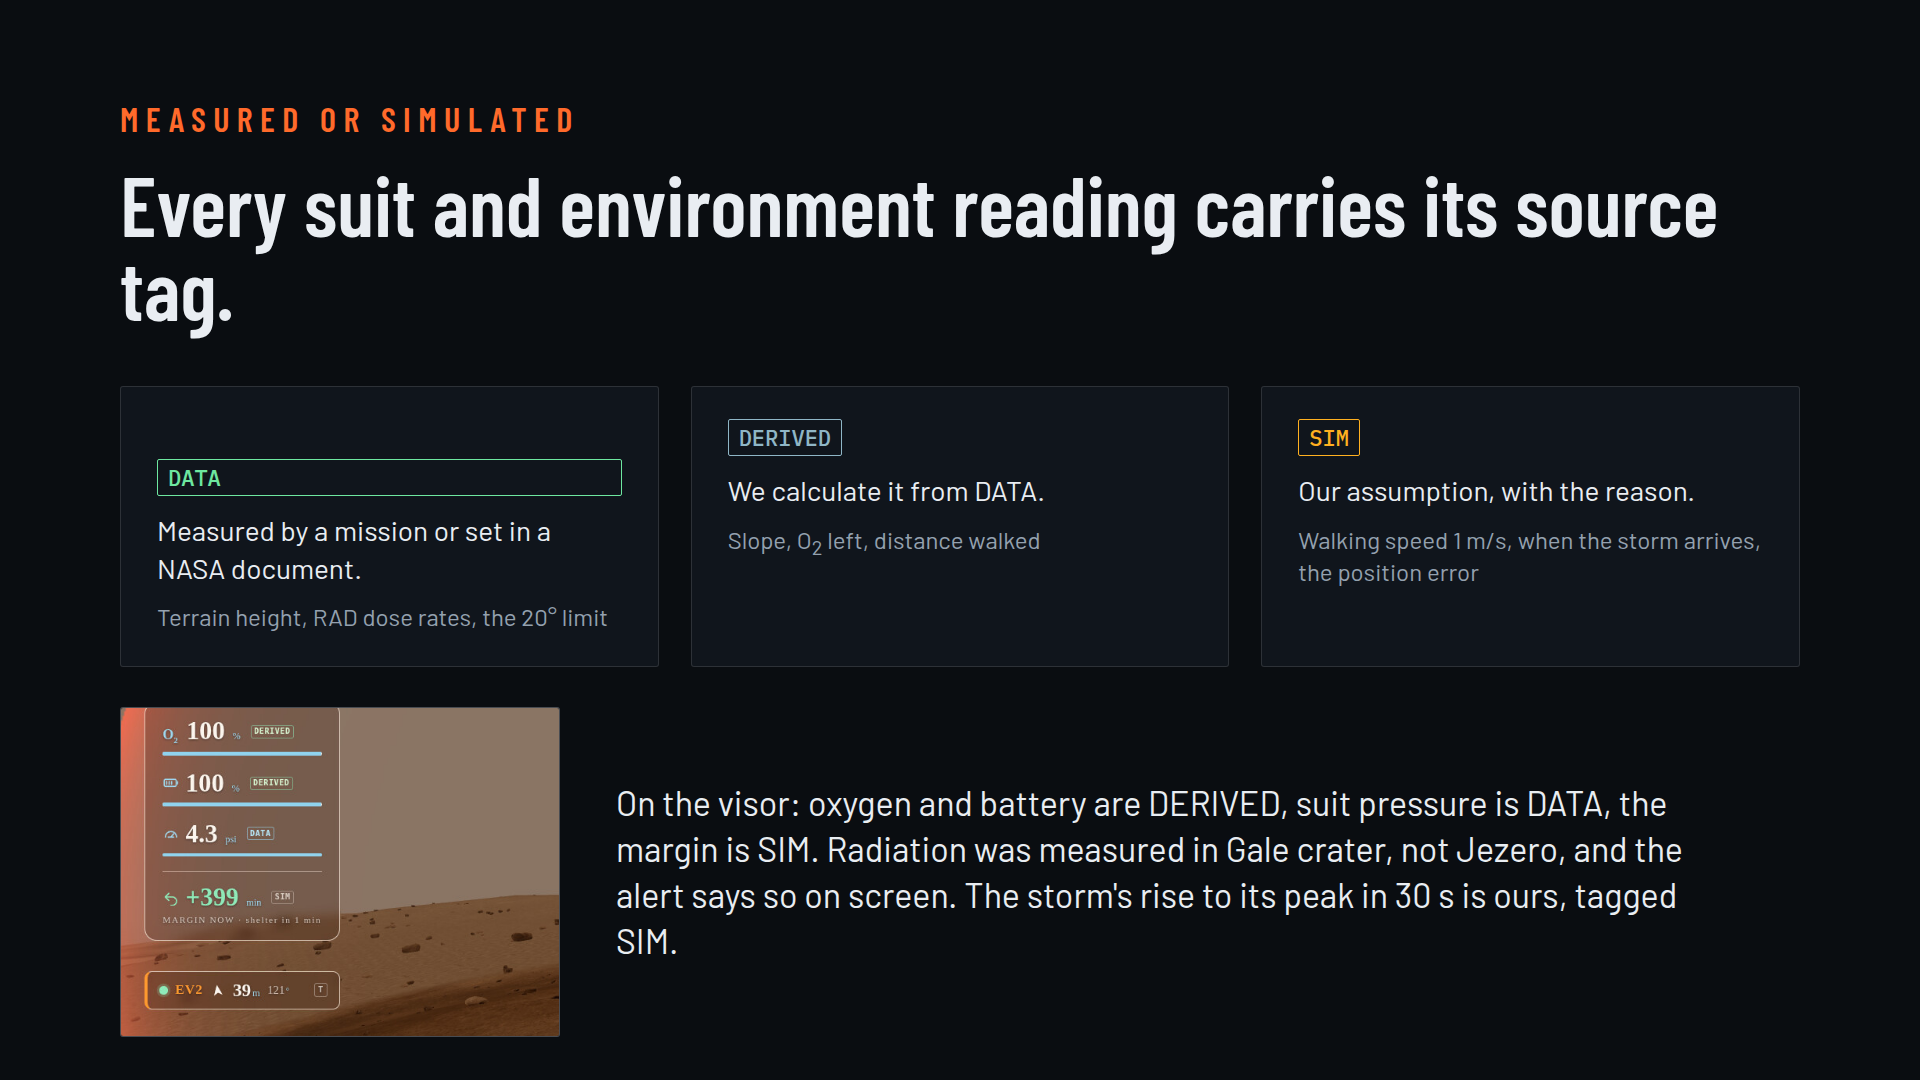 MEASURED OR SIMULATED
Every suit and environment reading carries its source
tag.
DATA
Measured by a mission or set in a
NASA document.
Terrain height, RAD dose rates, the 20° limit
DERIVED
We calculate it from DATA.
Slope, O2 left, distance walked
SIM
Our assumption, with the reason.
Walking speed 1 m/s, when the storm arrives,
the position error
O2 100 % DERIVED
100 % DERIVED
4.3 psi DATA
+399 min SIM
MARGIN NOW · shelter in 1 min
EV2 39 m 121° T
On the visor: oxygen and battery are DERIVED, suit pressure is DATA, the
margin is SIM. Radiation was measured in Gale crater, not Jezero, and the
alert says so on screen. The storm's rise to its peak in 30 s is ours, tagged
SIM.